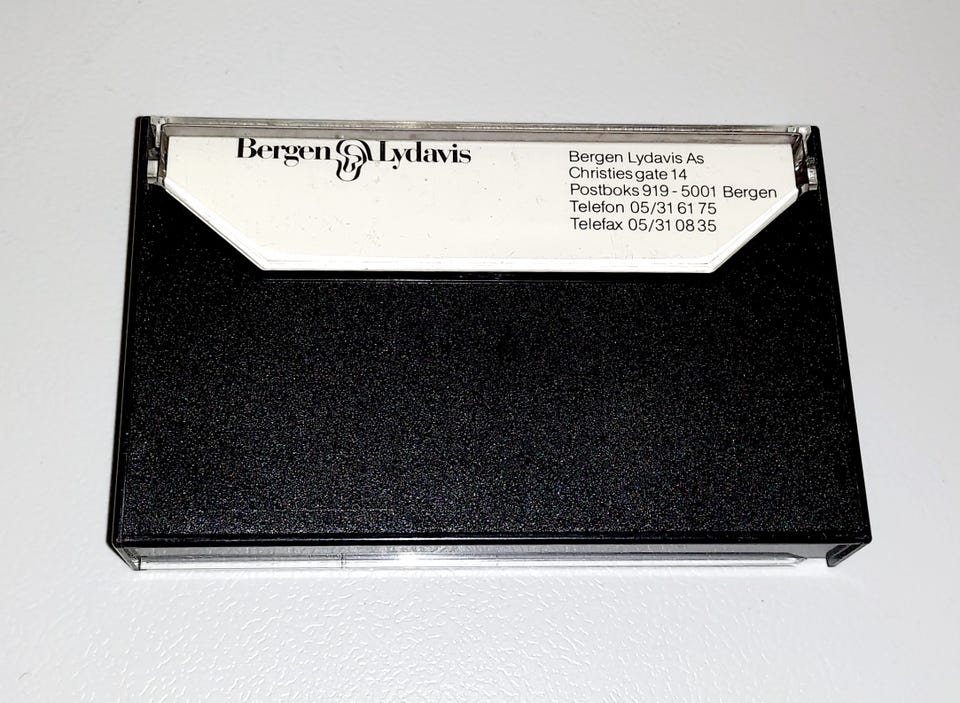 Bergen Lydavis
Bergen Lydavis As
Christies gate 14
Postboks 919 - 5001 Bergen
Telefon 05/31 61 75
Telefax 05/31 08 35